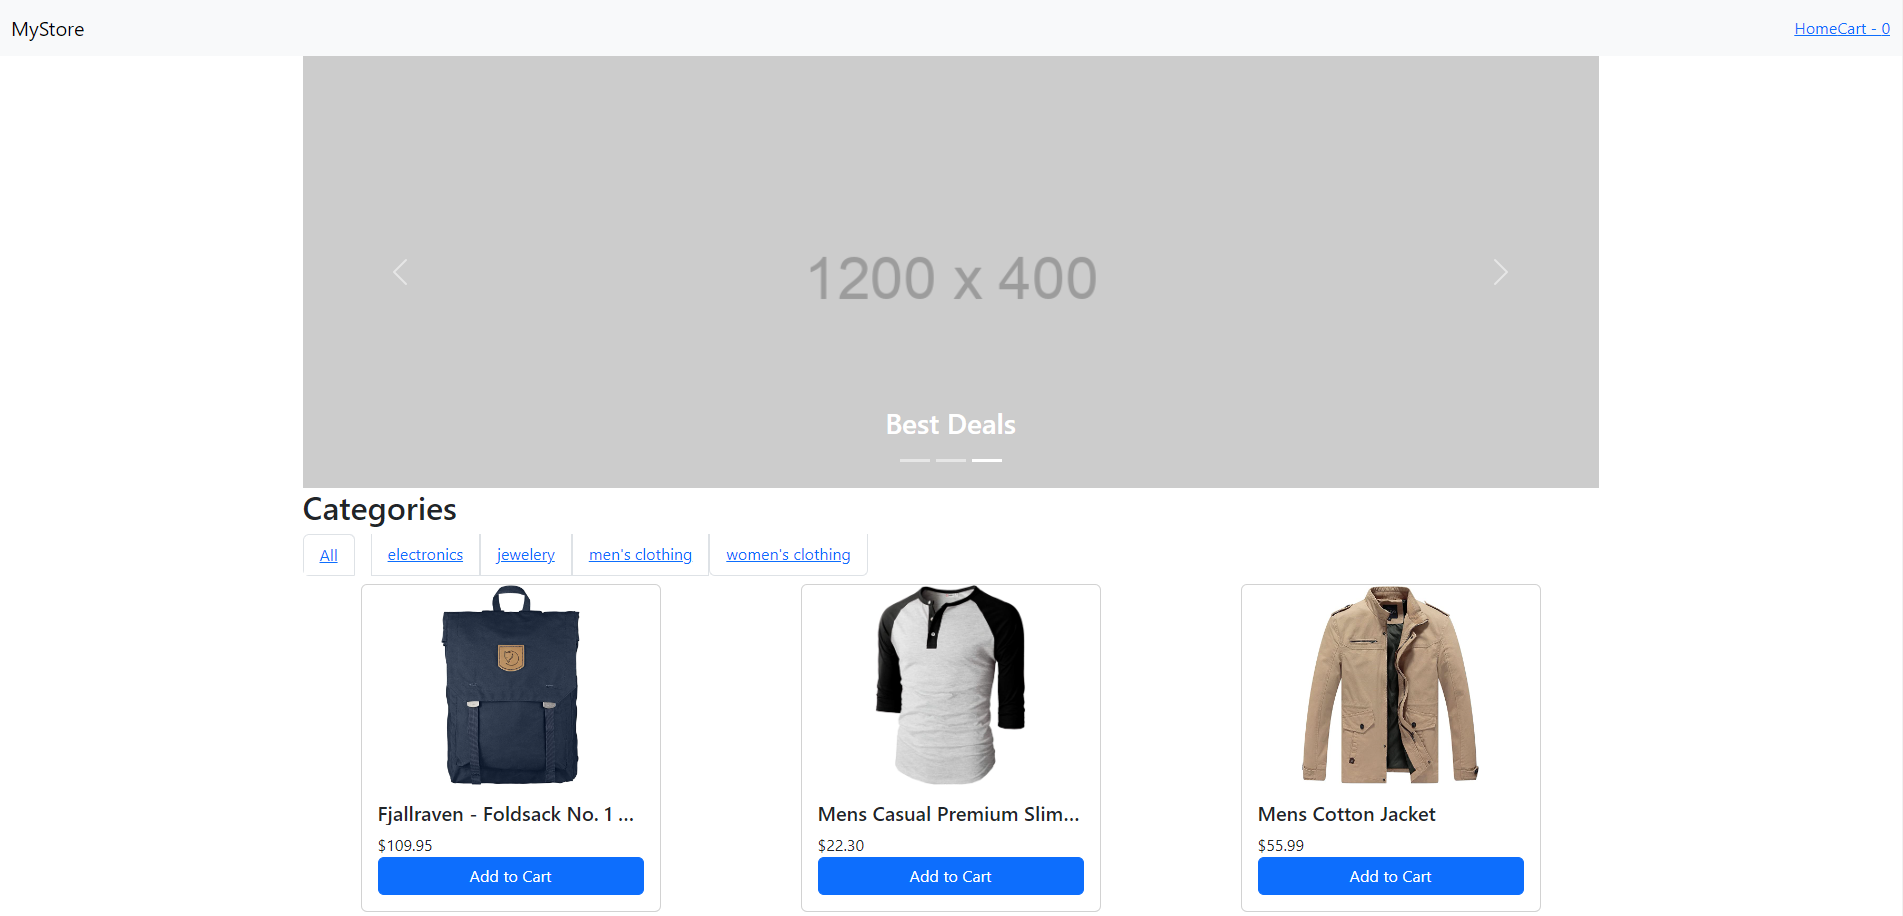 MyStore
HomeCart - 0
1200 x 400
Best Deals
Categories
All
electronics
jewelery
men's clothing
women's clothing
Fjallraven - Foldsack No. 1 ...
$109.95
Add to Cart
Mens Casual Premium Slim...
$22.30
Add to Cart
Mens Cotton Jacket
$55.99
Add to Cart